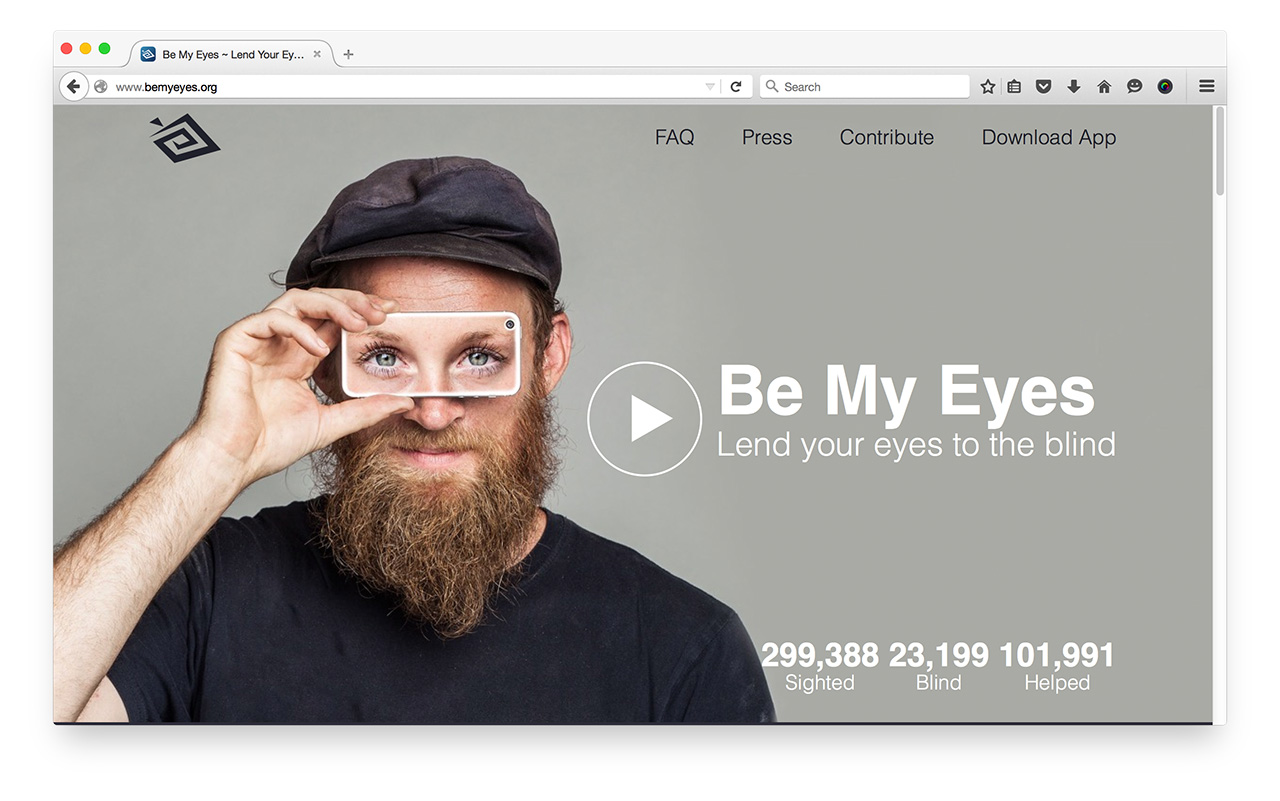 Be My Eyes ~ Lend Your Ey...
www.bemyeyes.org
Search
FAQ Press Contribute Download App
Be My Eyes
Lend your eyes to the blind
299,388 23,199 101,991
Sighted Blind Helped